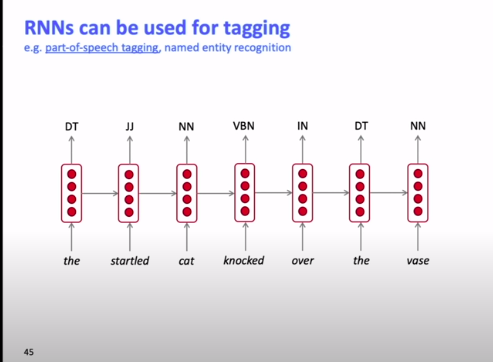 RNNs can be used for tagging
e.g. part-of-speech tagging, named entity recognition
DT JJ NN VBN IN DT NN
the startled cat knocked over the vase
45